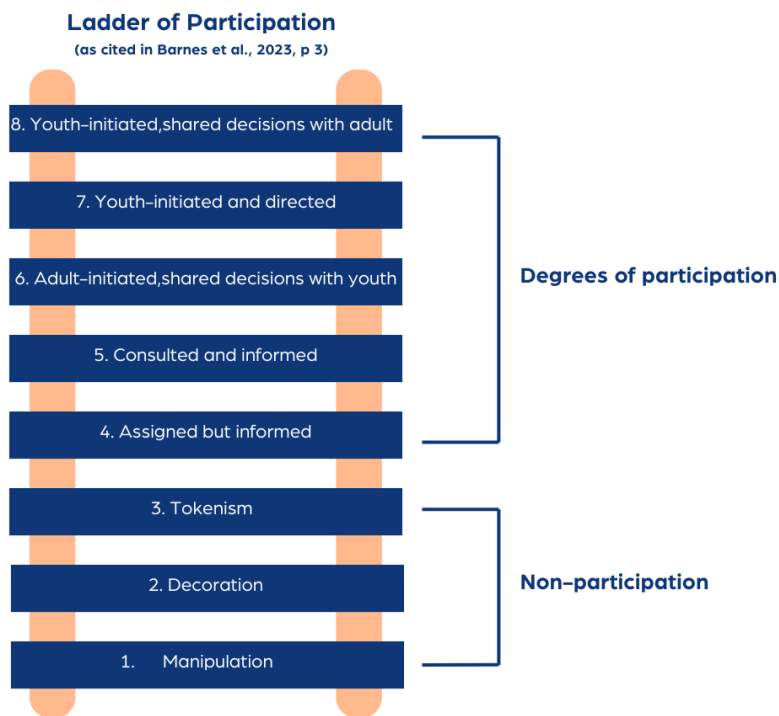 Ladder of Participation
(as cited in Barnes et al., 2023, p 3)
8. Youth-initiated,shared decisions with adult
7. Youth-initiated and directed
6. Adult-initiated,shared decisions with youth
Degrees of participation
5. Consulted and informed
4. Assigned but informed
3. Tokenism
2. Decoration
Non-participation
1. Manipulation